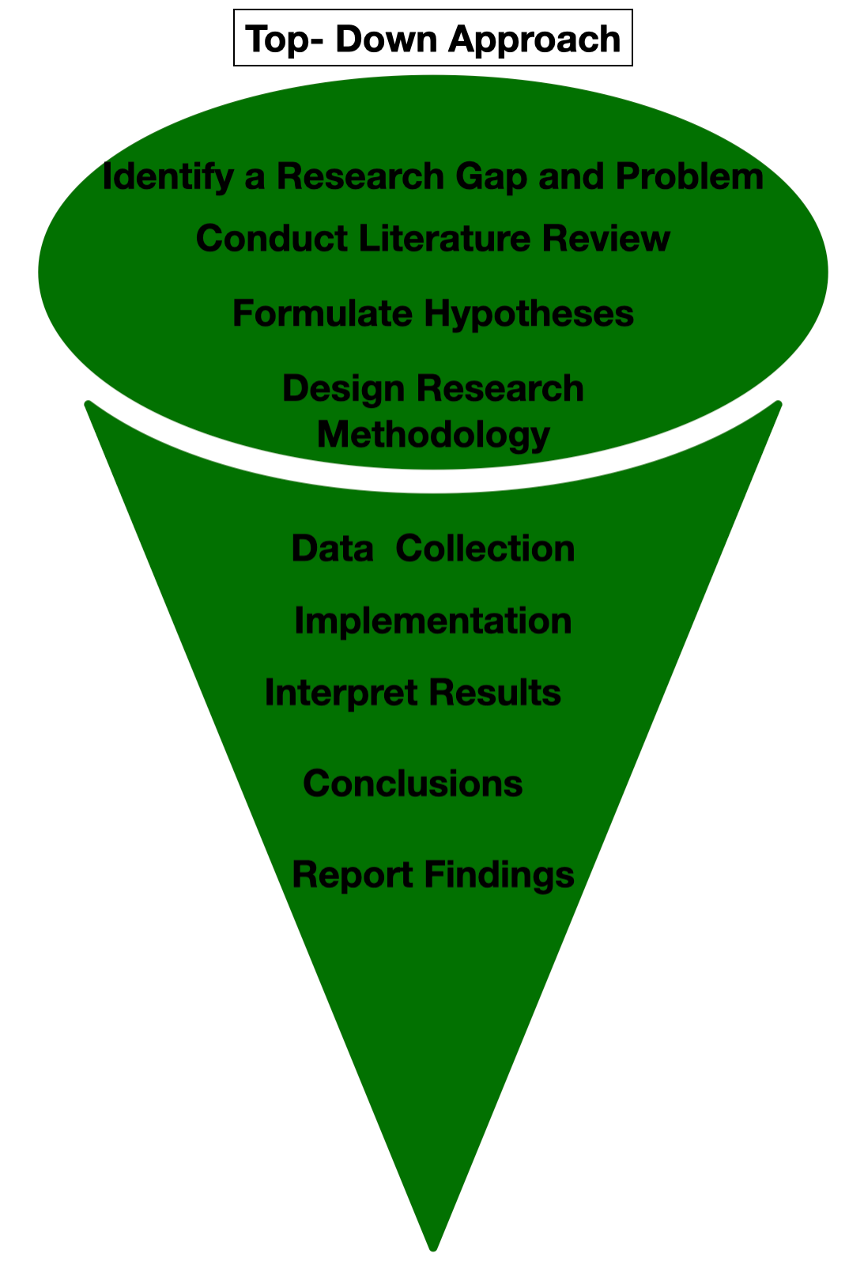 Top- Down Approach
Identify a Research Gap and Problem
Conduct Literature Review
Formulate Hypotheses
Design Research
Methodology
Data  Collection
Implementation
Interpret Results
Conclusions
Report Findings